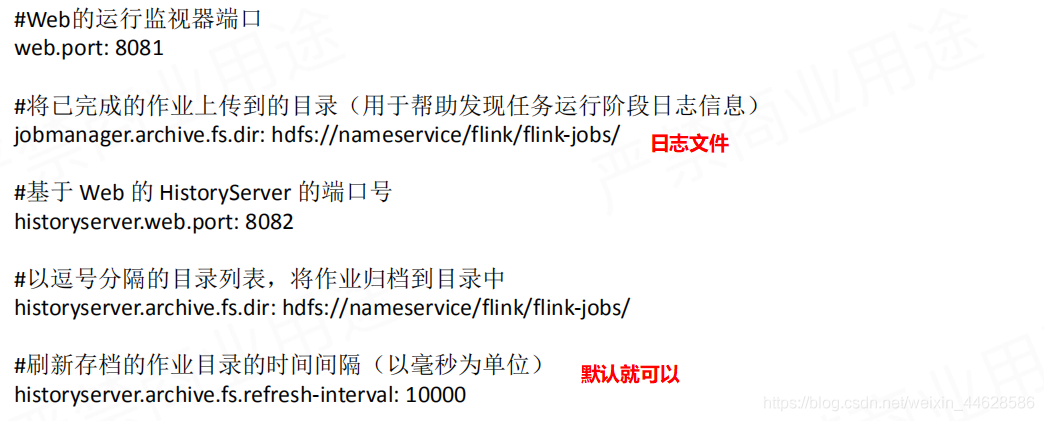 #Web的运行监视器端口
web.port: 8081
#将已完成的作业上传到的目录（用于帮助发现任务运行阶段日志信息）
jobmanager.archive.fs.dir: hdfs://nameservice/flink/flink-jobs/
日志文件
#基于 Web 的 HistoryServer 的端口号
historyserver.web.port: 8082
#以逗号分隔的目录列表，将作业归档到目录中
historyserver.archive.fs.dir: hdfs://nameservice/flink/flink-jobs/
#刷新存档的作业目录的时间间隔（以毫秒为单位）
默认就可以
historyserver.archive.fs.refresh-interval: 10000
https://blog.csdn.net/weixin_44628586